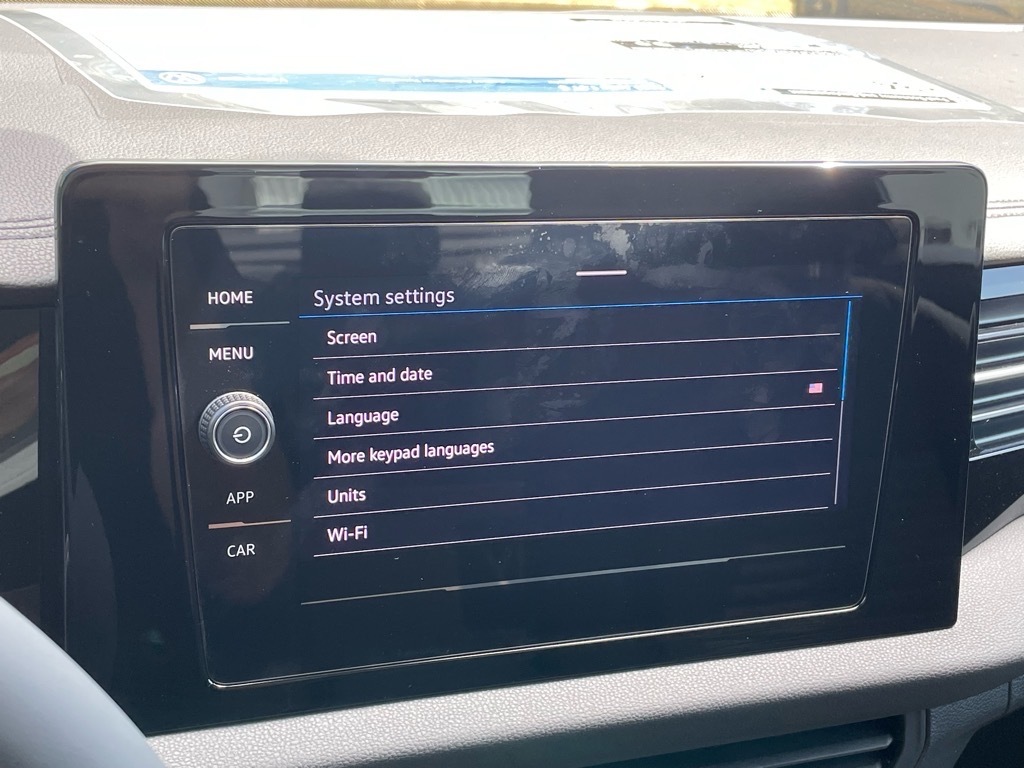 HOME
MENU
APP
CAR
System settings
Screen
Time and date
Language
More keypad languages
Units
Wi-Fi